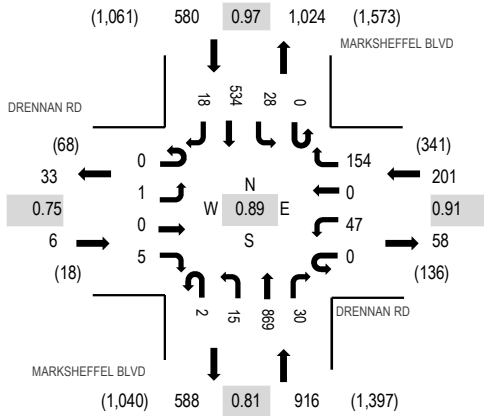 (1,061) 580 0.97 1,024 (1,573)
MARKSHEFFEL BLVD
DRENNAN RD
18 534 28 0
(68) (341)
0 154
33 201
1 N 0
0.75 W 0.89 E 0.91
0 S 47
6 58
5 0
(18) (136)
2 15 869 30
DRENNAN RD
MARKSHEFFEL BLVD
(1,040) 588 0.81 916 (1,397)